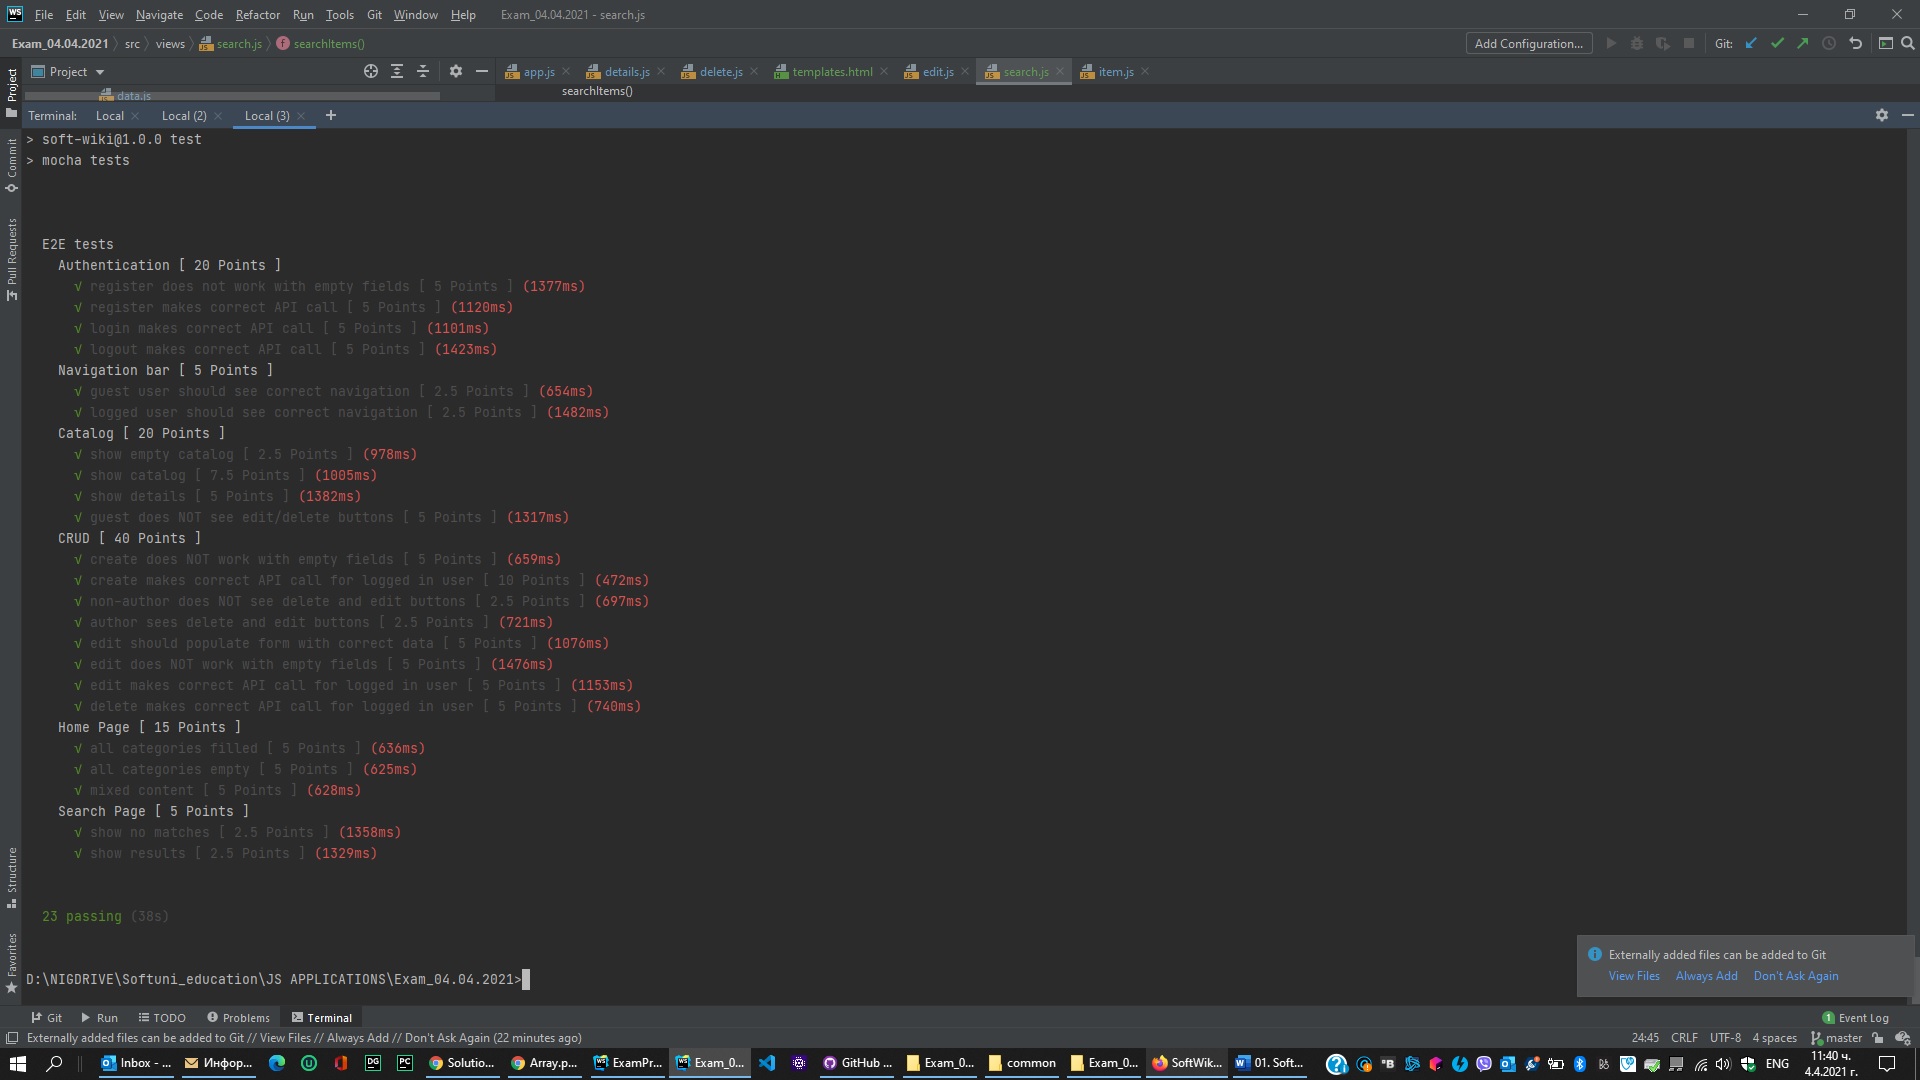 File Edit View Navigate Code Refactor Run Tools Git Window Help Exam_04.04.2021 - search.js
Exam_04.04.2021 src views search.js searchItems() Add Configuration... Git:
Project app.js details.js delete.js templates.html edit.js search.js item.js
data.js searchItems()
Terminal: Local Local (2) Local (3) +
> soft-wiki@1.0.0 test
> mocha tests
E2E tests
Authentication [ 20 Points ]
√ register does not work with empty fields [ 5 Points ] (1377ms)
√ register makes correct API call [ 5 Points ] (1120ms)
√ login makes correct API call [ 5 Points ] (1101ms)
√ logout makes correct API call [ 5 Points ] (1423ms)
Navigation bar [ 5 Points ]
√ guest user should see correct navigation [ 2.5 Points ] (654ms)
√ logged user should see correct navigation [ 2.5 Points ] (1482ms)
Catalog [ 20 Points ]
√ show empty catalog [ 2.5 Points ] (978ms)
√ show catalog [ 7.5 Points ] (1005ms)
√ show details [ 5 Points ] (1382ms)
√ guest does NOT see edit/delete buttons [ 5 Points ] (1317ms)
CRUD [ 40 Points ]
√ create does NOT work with empty fields [ 5 Points ] (659ms)
√ create makes correct API call for logged in user [ 10 Points ] (472ms)
√ non-author does NOT see delete and edit buttons [ 2.5 Points ] (697ms)
√ author sees delete and edit buttons [ 2.5 Points ] (721ms)
√ edit should populate form with correct data [ 5 Points ] (1076ms)
√ edit does NOT work with empty fields [ 5 Points ] (1476ms)
√ edit makes correct API call for logged in user [ 5 Points ] (1153ms)
√ delete makes correct API call for logged in user [ 5 Points ] (740ms)
Home Page [ 15 Points ]
√ all categories filled [ 5 Points ] (636ms)
√ all categories empty [ 5 Points ] (625ms)
√ mixed content [ 5 Points ] (628ms)
Search Page [ 5 Points ]
√ show no matches [ 2.5 Points ] (1358ms)
√ show results [ 2.5 Points ] (1329ms)
23 passing (38s)
D:\NIGDRIVE\Softuni_education\JS APPLICATIONS\Exam_04.04.2021>
Project
Commit
Pull Requests
Structure
Favorites
Externally added files can be added to Git
View Files Always Add Don't Ask Again
Git Run TODO Problems Terminal 1 Event Log
Externally added files can be added to Git // View Files // Always Add // Don't Ask Again (22 minutes ago) 24:45 CRLF UTF-8 4 spaces master
Inbox - ... Инфор... DG PC Solutio... Array.p... ExamPr... Exam_0... GitHub ... Exam_0... common Exam_0... SoftWik... 01. Soft... ENG 11:40 ч.
4.4.2021 г.